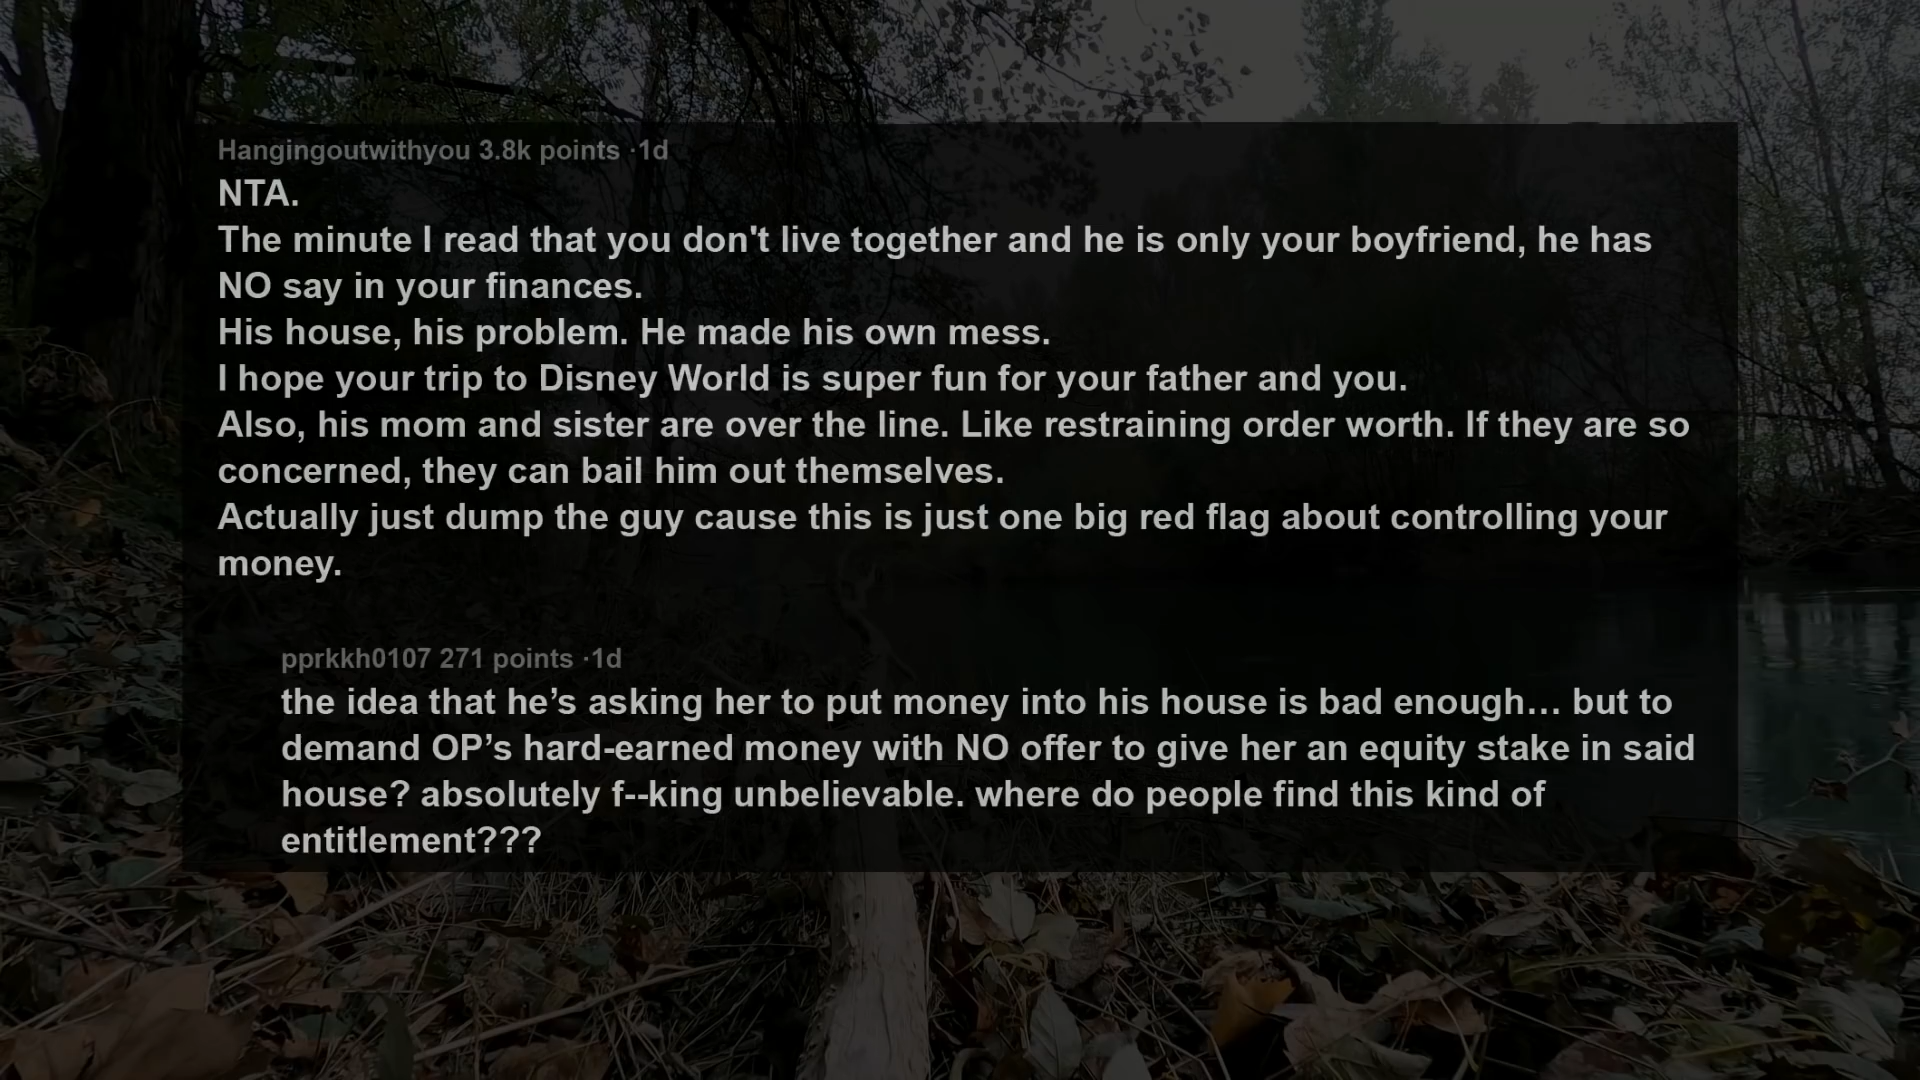 Hangingoutwithyou 3.8k points ·1d
NTA.
The minute I read that you don't live together and he is only your boyfriend, he has
NO say in your finances.
His house, his problem. He made his own mess.
I hope your trip to Disney World is super fun for your father and you.
Also, his mom and sister are over the line. Like restraining order worth. If they are so
concerned, they can bail him out themselves.
Actually just dump the guy cause this is just one big red flag about controlling your
money.
pprkkh0107 271 points ·1d
the idea that he’s asking her to put money into his house is bad enough… but to
demand OP’s hard-earned money with NO offer to give her an equity stake in said
house? absolutely f--king unbelievable. where do people find this kind of
entitlement???